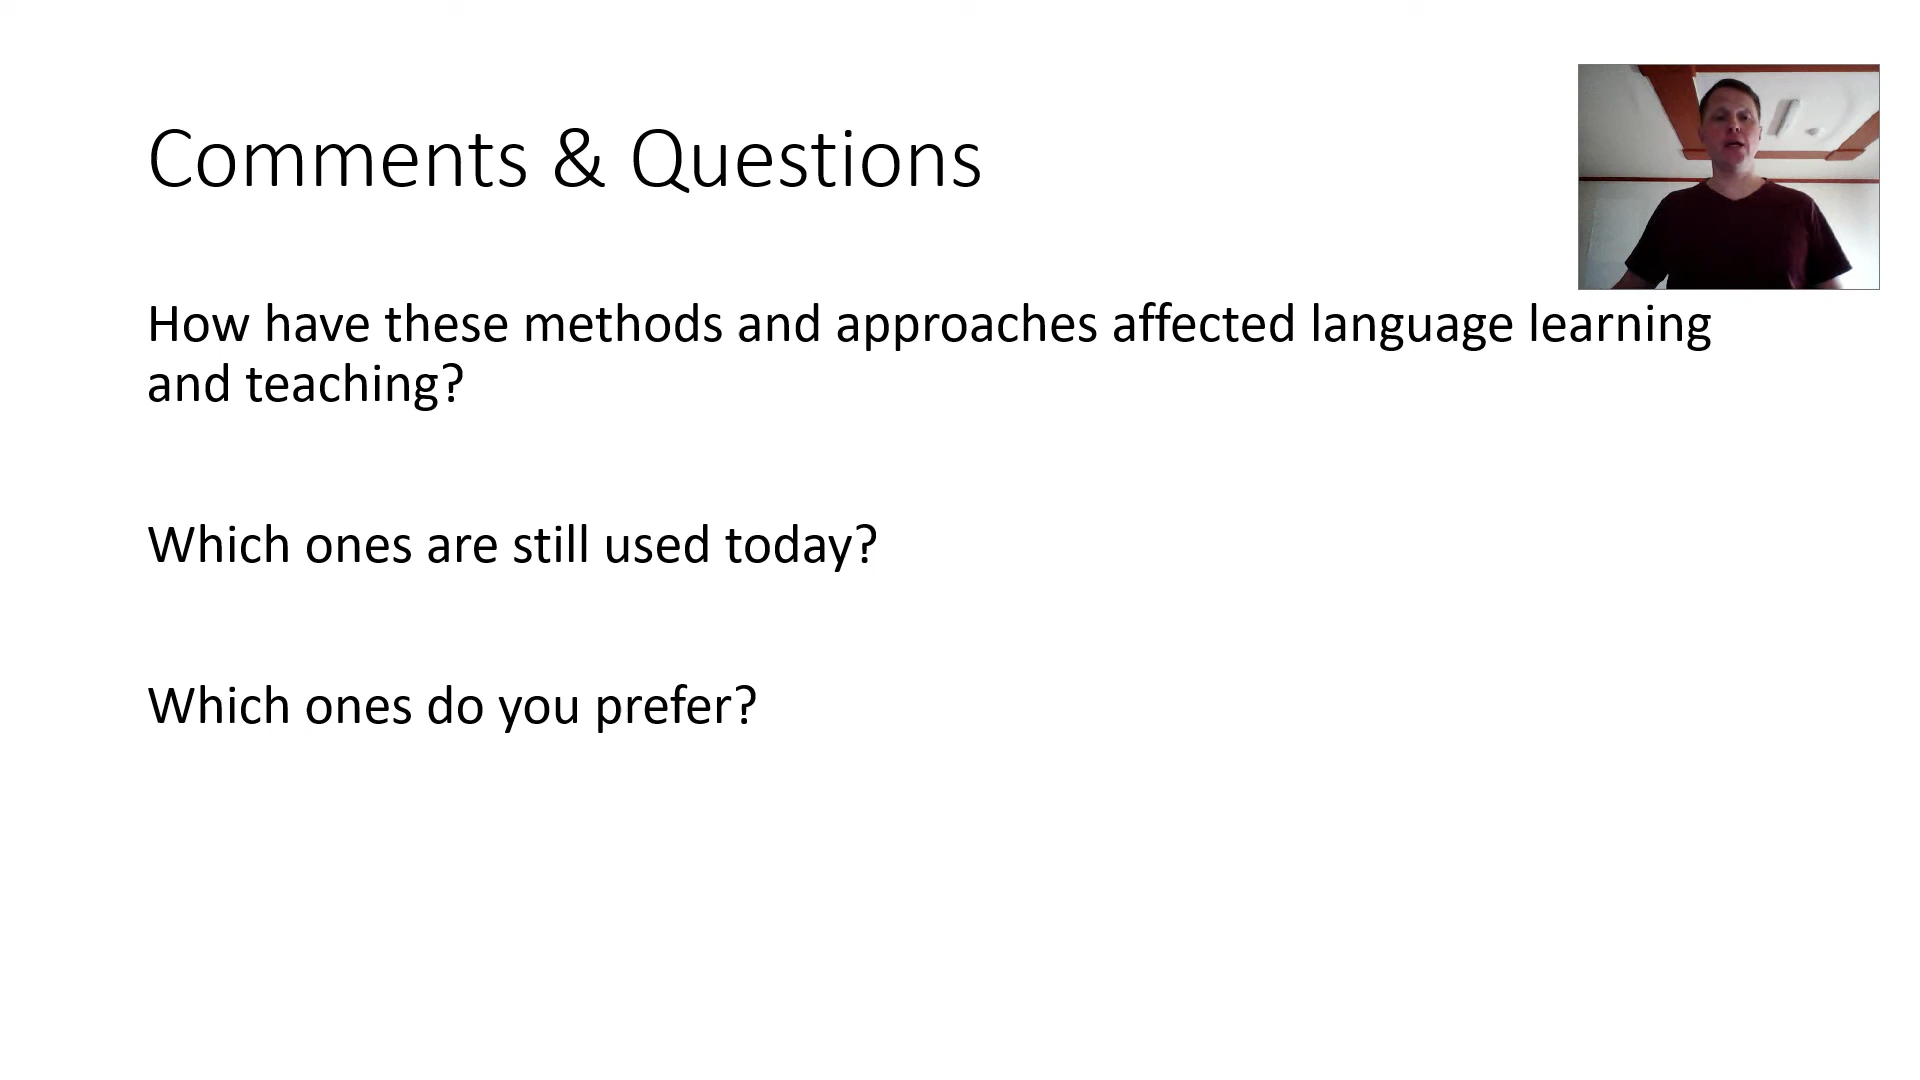 Comments & Questions
How have these methods and approaches affected language learning
and teaching?
Which ones are still used today?
Which ones do you prefer?